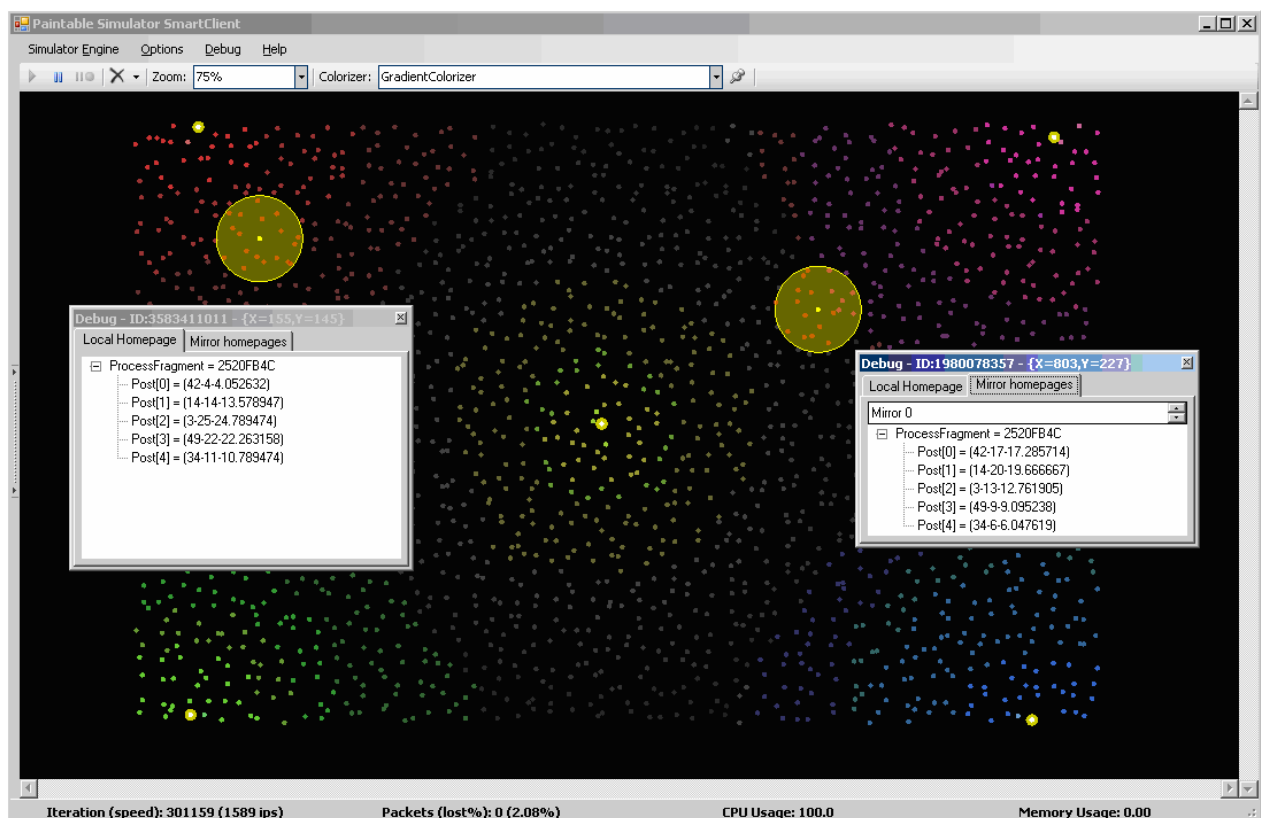 Paintable Simulator SmartClient
Simulator Engine Options Debug Help
Zoom: 75% Colorizer: GradientColorizer
Debug - ID:3583411011 - {X=155,Y=145}
Local Homepage Mirror homepages
ProcessFragment = 2520FB4C
Post[0] = (42-4-4.052632)
Post[1] = (14-14-13.578947)
Post[2] = (3-25-24.789474)
Post[3] = (49-22-22.263158)
Post[4] = (34-11-10.789474)
Debug - ID:1980078357 - {X=803,Y=227}
Local Homepage Mirror homepages
Mirror 0
ProcessFragment = 2520FB4C
Post[0] = (42-17-17.285714)
Post[1] = (14-20-19.666667)
Post[2] = (3-13-12.761905)
Post[3] = (49-9-9.095238)
Post[4] = (34-6-6.047619)
Iteration (speed): 301159 (1589 ips) Packets (lost%): 0 (2.08%) CPU Usage: 100.0 Memory Usage: 0.00